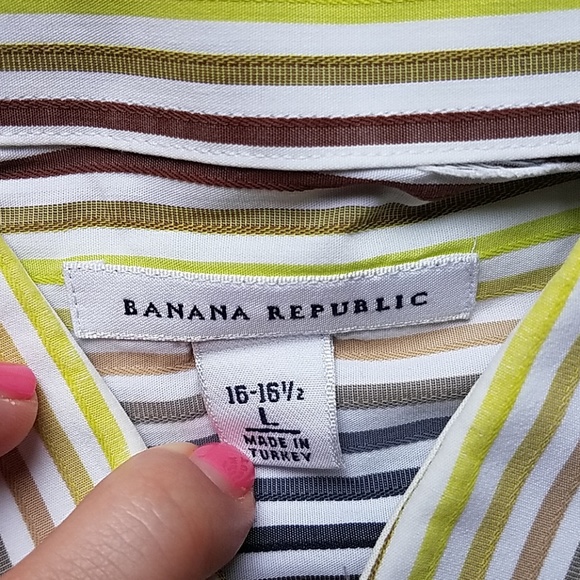 BANANA REPUBLIC
16-16½
L
MADE IN
TURKEY